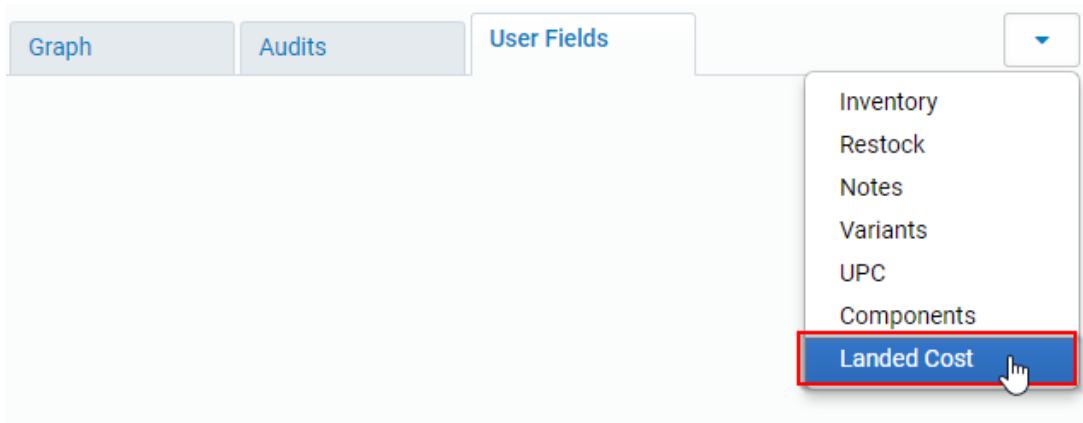 Graph Audits User Fields
Inventory
Restock
Notes
Variants
UPC
Components
Landed Cost